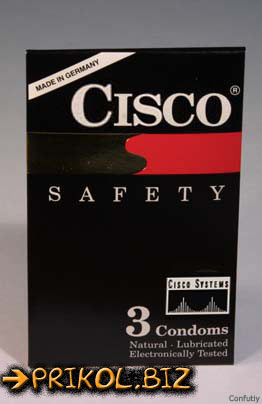 MADE IN GERMANY
CISCO®
SAFETY
CISCO SYSTEMS
3 Condoms
Natural - Lubricated
Electronically Tested
PRIKOL.BIZ
Confutiy